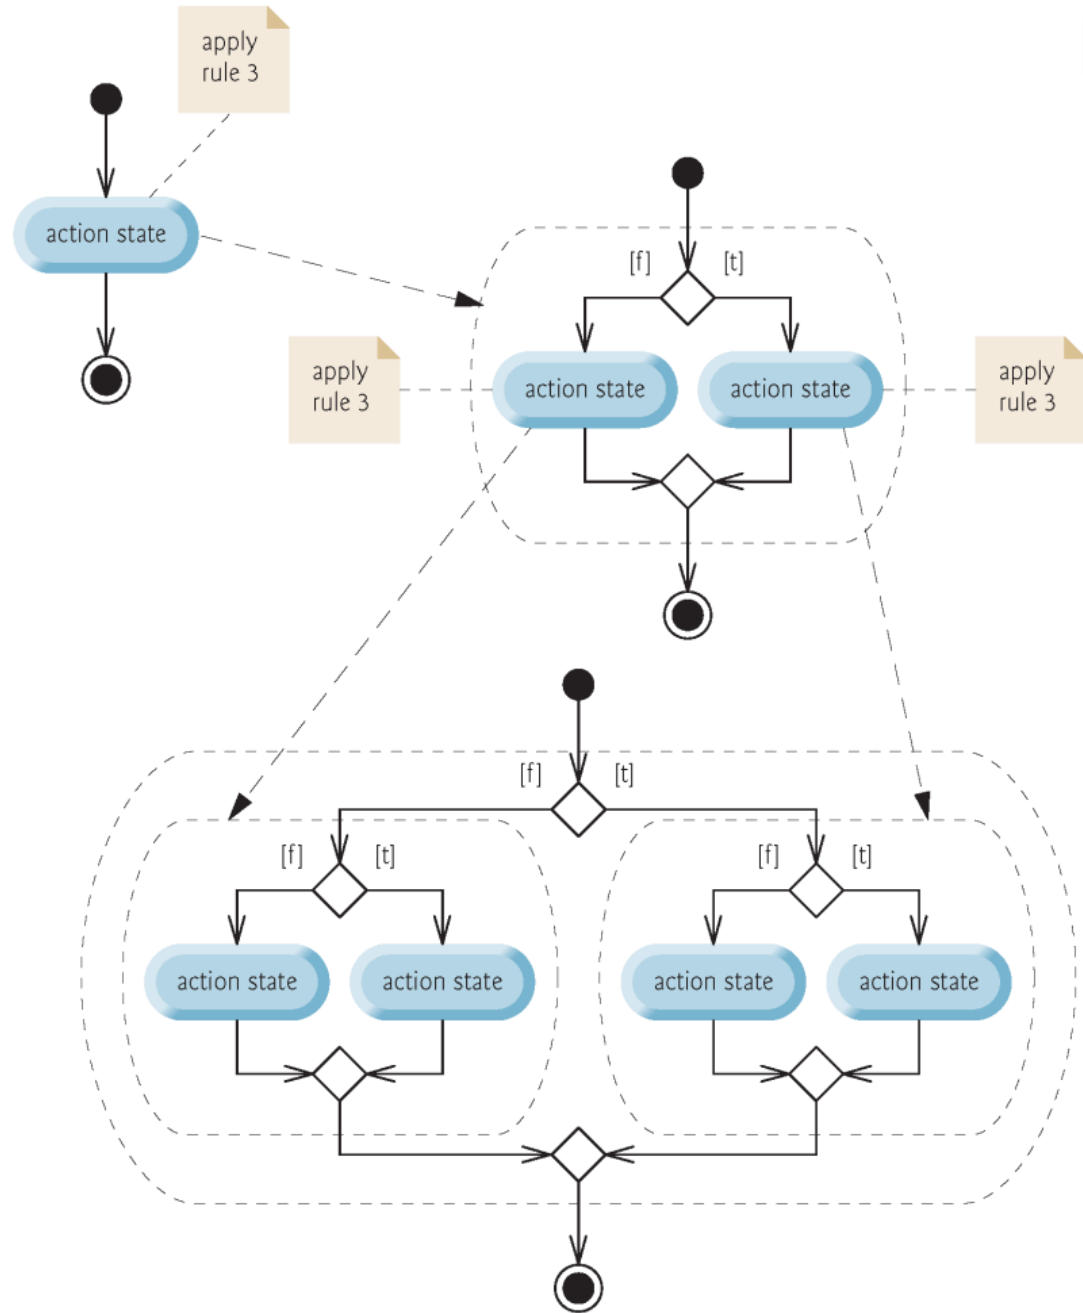 apply
rule 3
action state
[f]
[t]
apply
rule 3
action state
action state
apply
rule 3
[f]
[t]
[f]
[t]
[f]
[t]
action state
action state
action state
action state